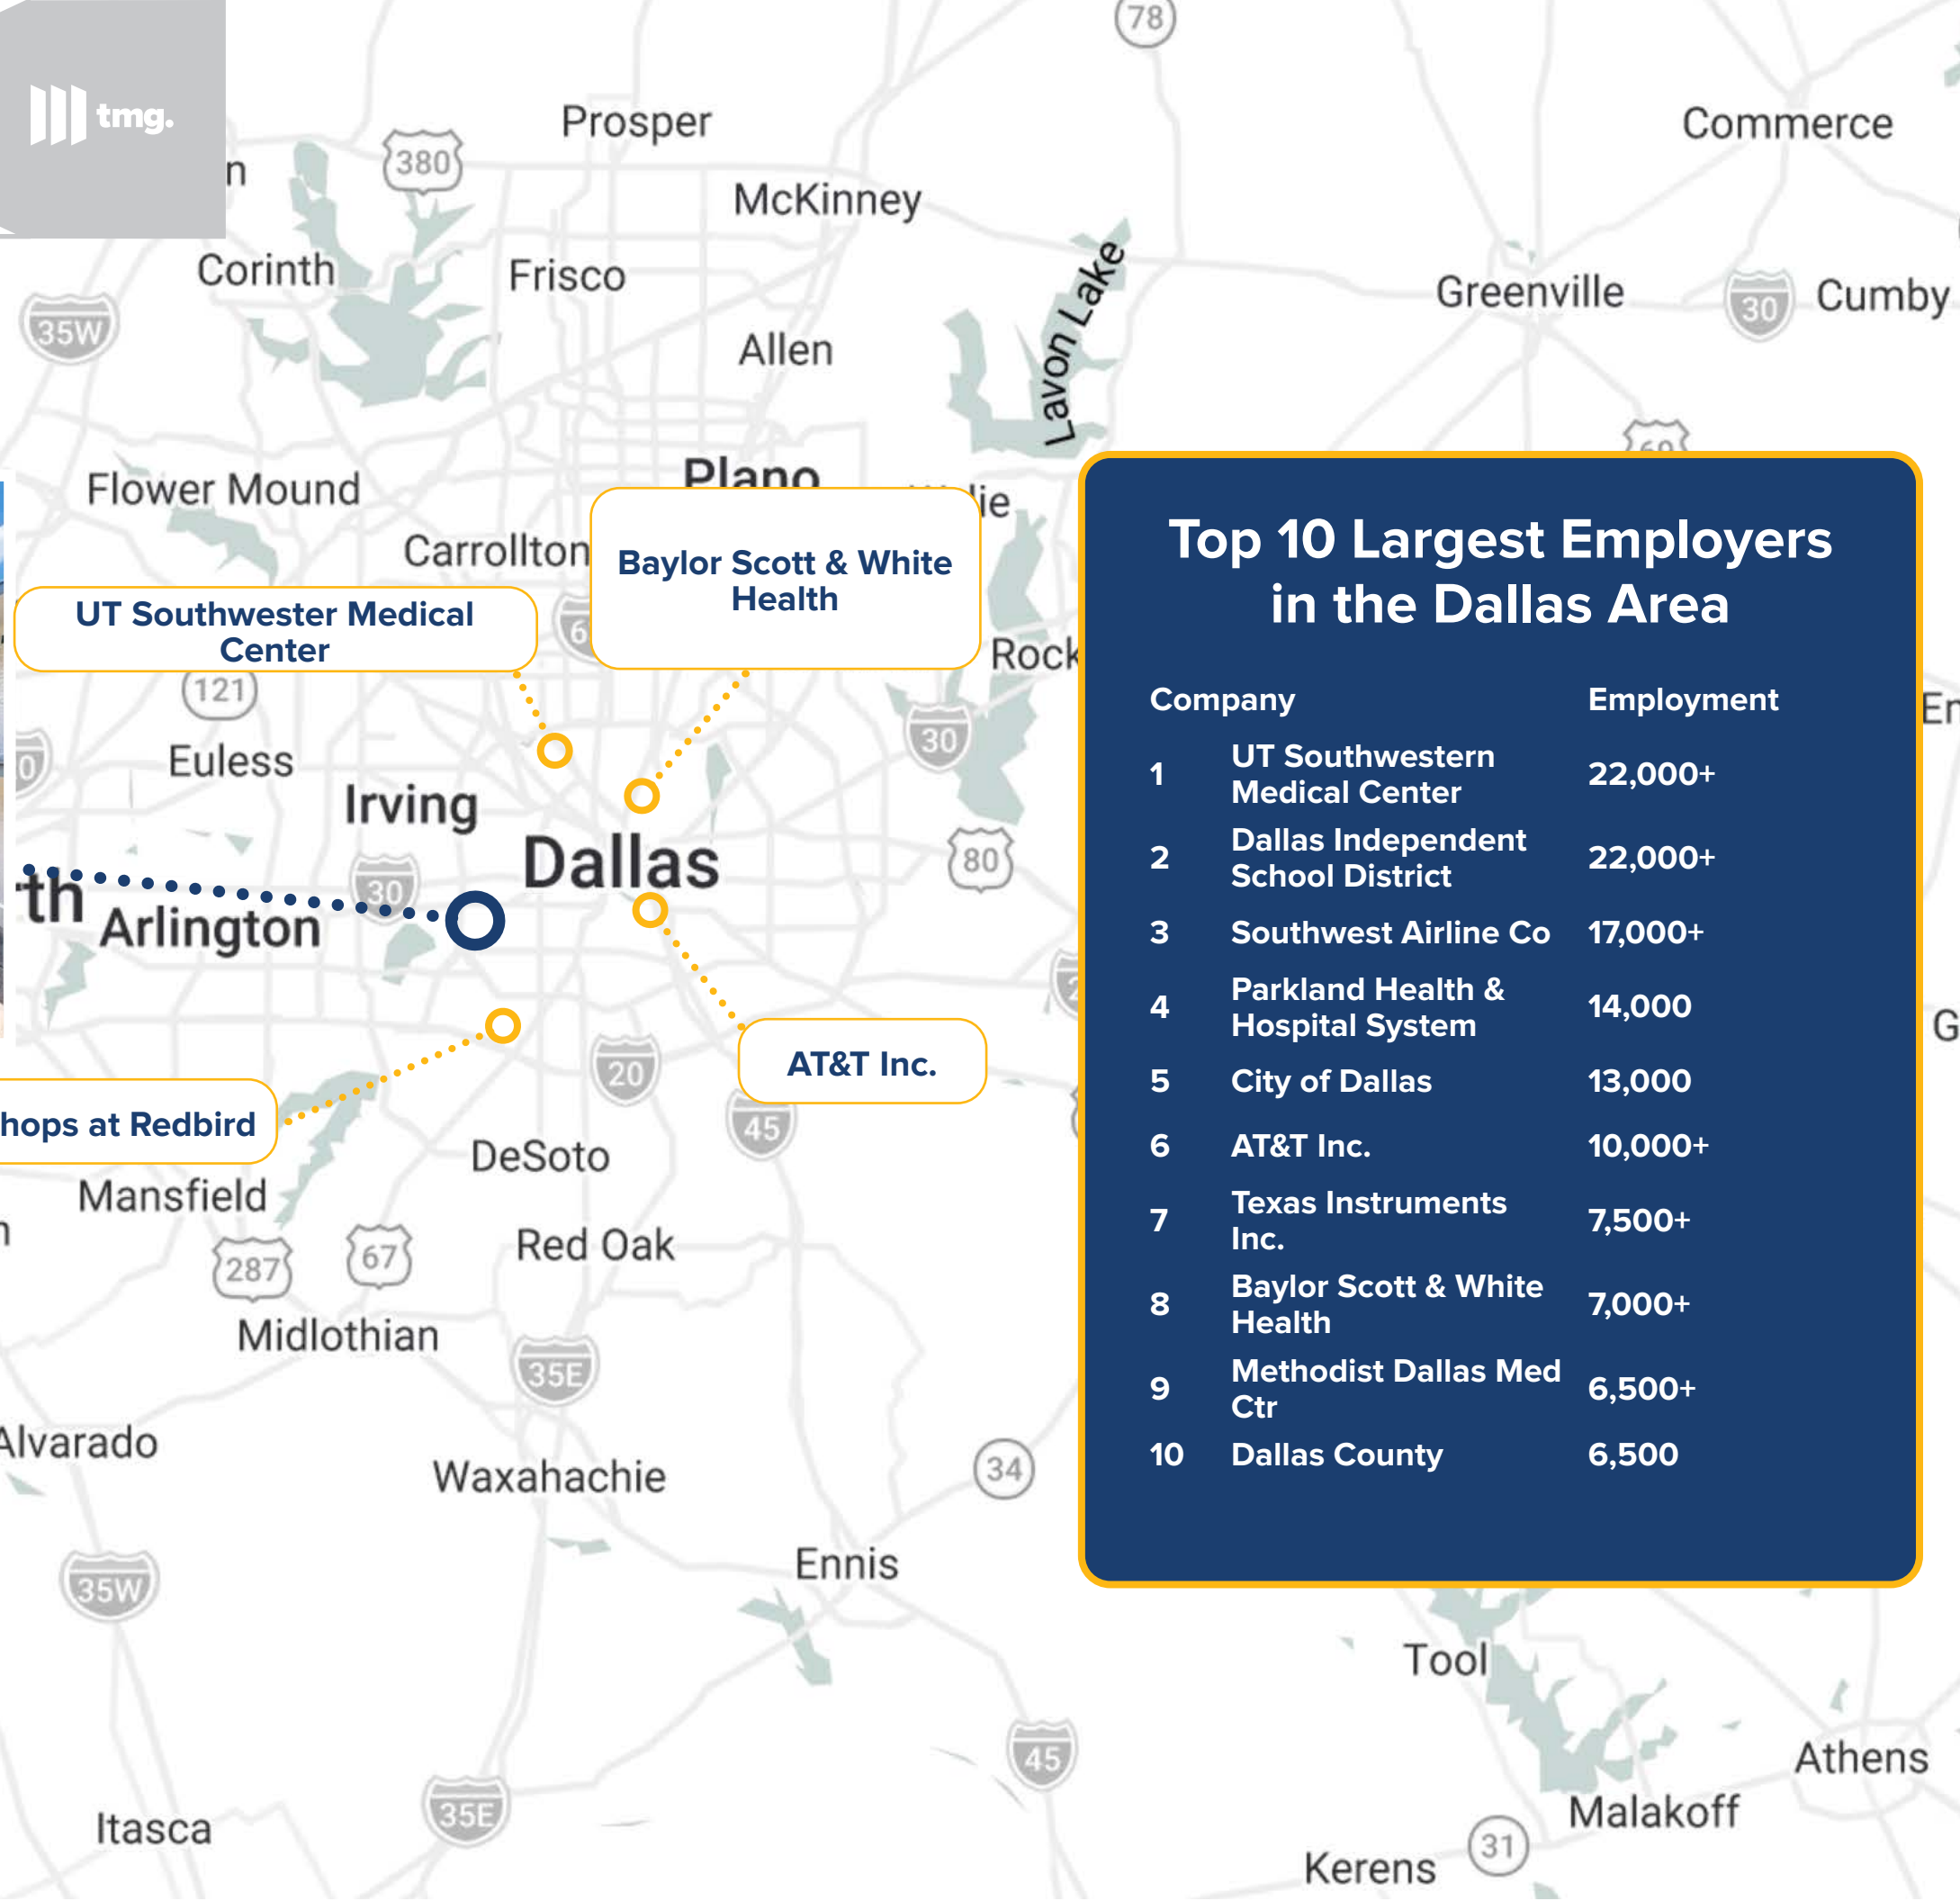 78
tmg.
Prosper
Commerce
380
McKinney
Corinth
Frisco
Lavon Lake
Greenville
30
Cumby
35W
Allen
Flower Mound
Plano
Carrollton
Baylor Scott & White
Health
UT Southwester Medical
Center
121
30
Euless
Irving
Dallas
80
th
30
Arlington
20
AT&T Inc.
hops at Redbird
45
DeSoto
Mansfield
Red Oak
287
67
Midlothian
35E
Alvarado
Waxahachie
34
35W
Ennis
Top 10 Largest Employers
in the Dallas Area
Company Employment
1 UT Southwestern Medical Center 22,000+
2 Dallas Independent School District 22,000+
3 Southwest Airline Co 17,000+
4 Parkland Health & Hospital System 14,000
5 City of Dallas 13,000
6 AT&T Inc. 10,000+
7 Texas Instruments Inc. 7,500+
8 Baylor Scott & White Health 7,000+
9 Methodist Dallas Med Ctr 6,500+
10 Dallas County 6,500
Tool
45
Athens
35E
Itasca
Malakoff
31
Kerens